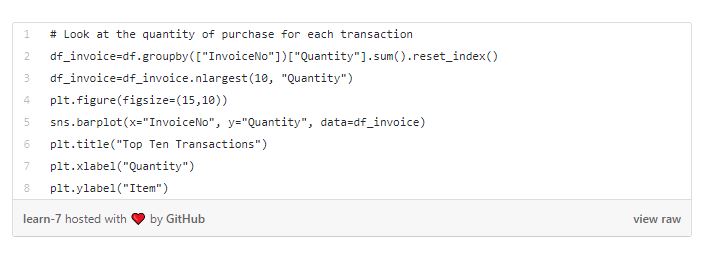 1 # Look at the quantity of purchase for each transaction
2 df_invoice=df.groupby(["InvoiceNo"])["Quantity"].sum().reset_index()
3 df_invoice=df_invoice.nlargest(10, "Quantity")
4 plt.figure(figsize=(15,10))
5 sns.barplot(x="InvoiceNo", y="Quantity", data=df_invoice)
6 plt.title("Top Ten Transactions")
7 plt.xlabel("Quantity")
8 plt.ylabel("Item")
learn-7 hosted with ❤ by GitHub view raw